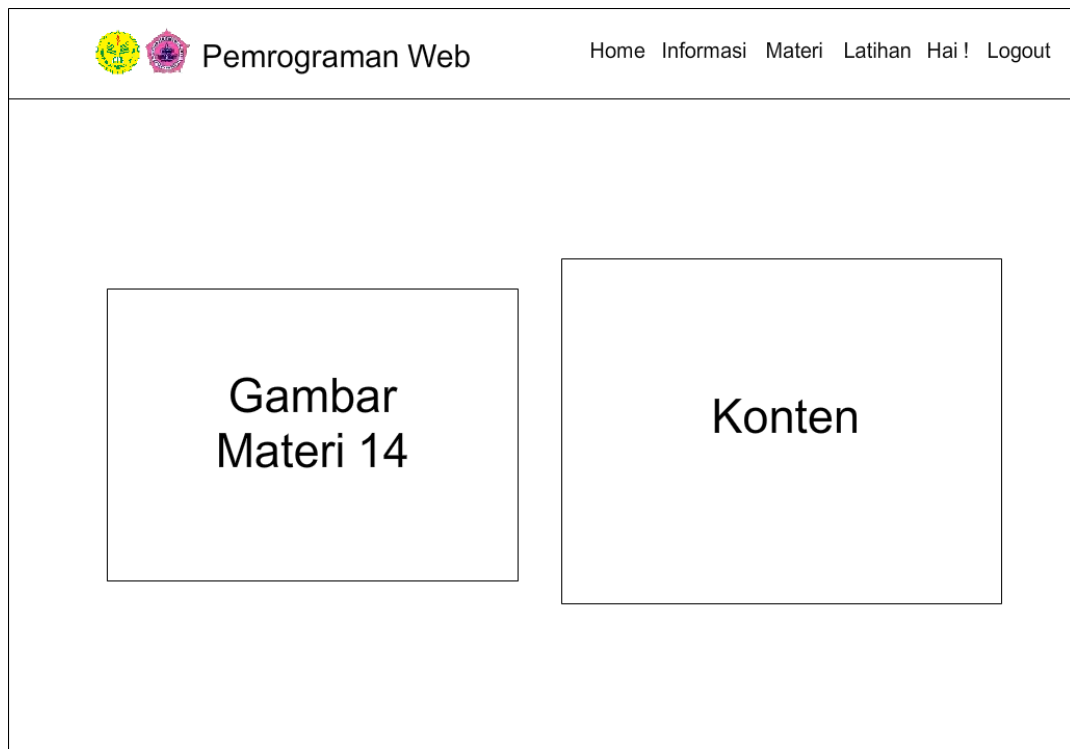 Pemrograman Web
Home Informasi Materi Latihan Hai ! Logout
Gambar
Materi 14
Konten